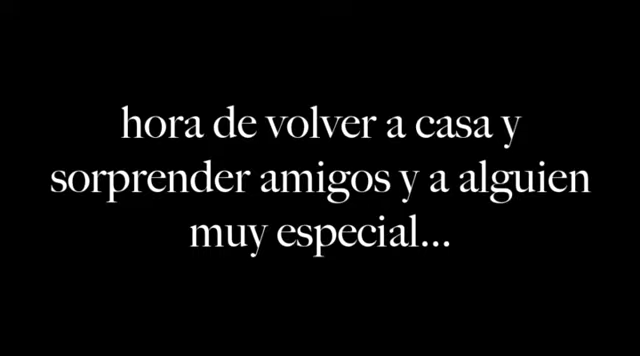 hora de volver a casa y
sorprender amigos y a alguien
muy especial...